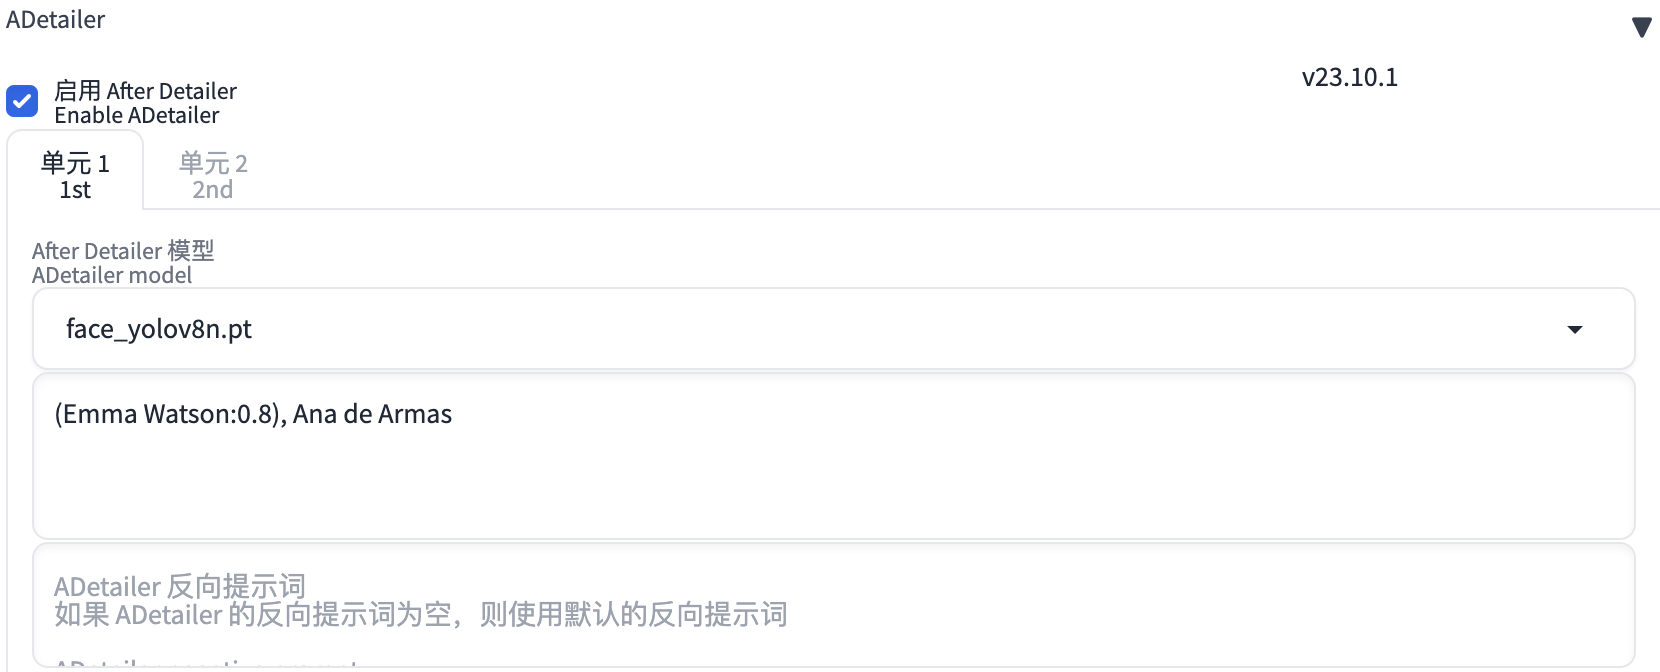 ADetailer
v23.10.1
启用 After Detailer
Enable ADetailer
单元 1
1st
单元 2
2nd
After Detailer 模型
ADetailer model
face_yolov8n.pt
(Emma Watson:0.8), Ana de Armas
ADetailer 反向提示词
如果 ADetailer 的反向提示词为空，则使用默认的反向提示词